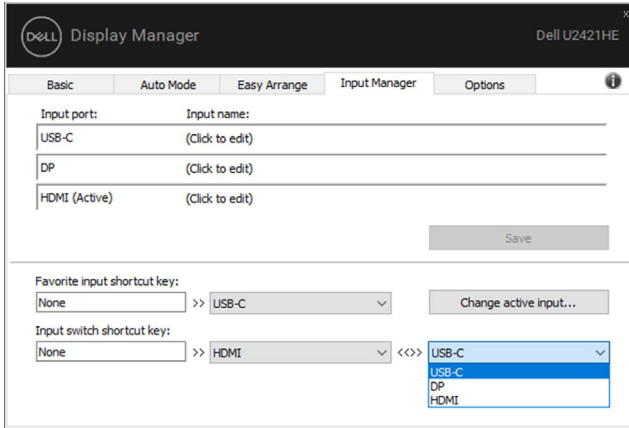 x
DELL Display Manager Dell U2421HE
Basic Auto Mode Easy Arrange Input Manager Options i
Input port: Input name:
USB-C (Click to edit)
DP (Click to edit)
HDMI (Active) (Click to edit)
Save
Favorite input shortcut key:
None >> USB-C Change active input...
Input switch shortcut key:
None >> HDMI <<>> USB-C
USB-C
DP
HDMI